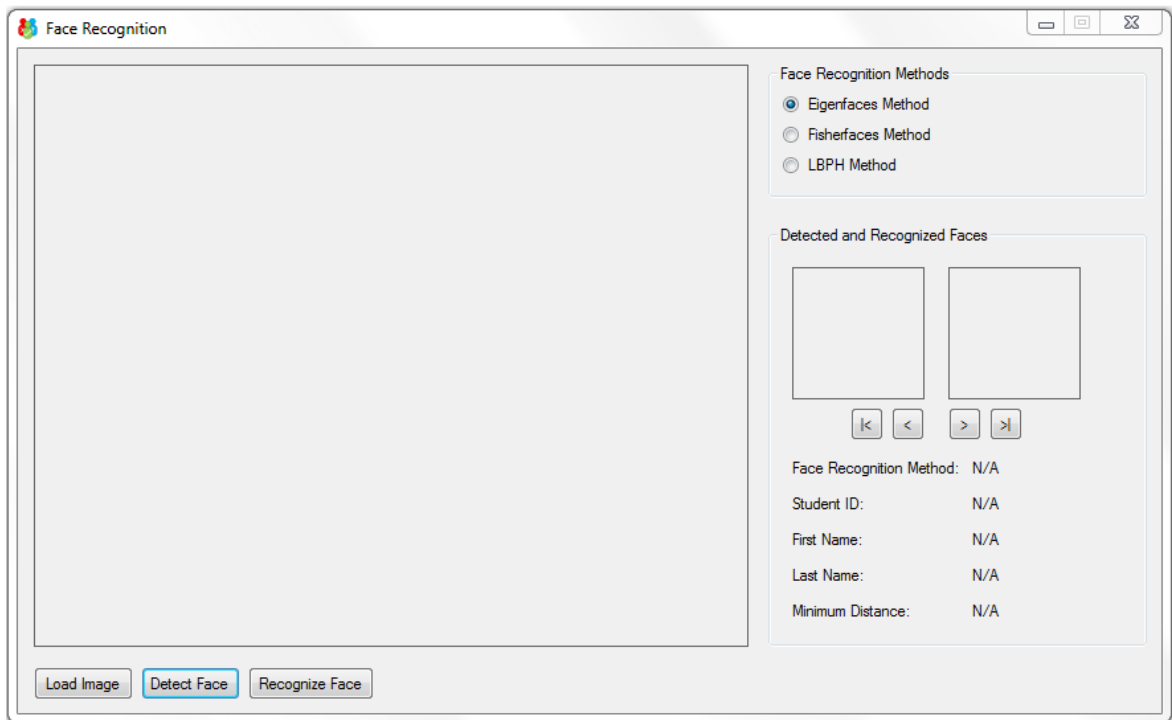 Face Recognition
Face Recognition Methods
Eigenfaces Method
Fisherfaces Method
LBPH Method
Detected and Recognized Faces
|< < > >|
Face Recognition Method: N/A
Student ID: N/A
First Name: N/A
Last Name: N/A
Minimum Distance: N/A
Load Image Detect Face Recognize Face